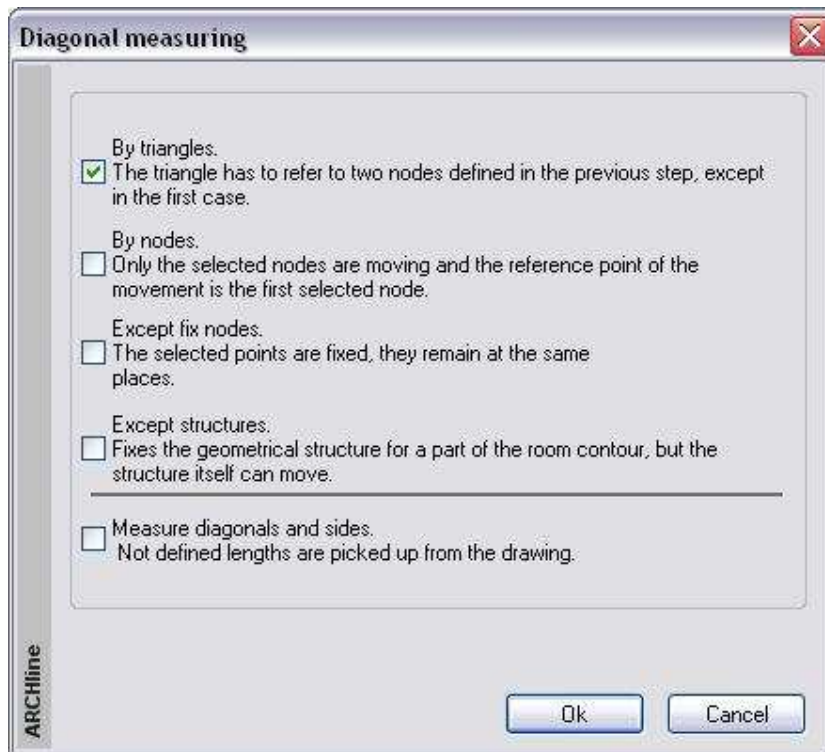 Diagonal measuring
By triangles.
The triangle has to refer to two nodes defined in the previous step, except
in the first case.
By nodes.
Only the selected nodes are moving and the reference point of the
movement is the first selected node.
Except fix nodes.
The selected points are fixed, they remain at the same
places.
Except structures.
Fixes the geometrical structure for a part of the room contour, but the
structure itself can move.
Measure diagonals and sides.
Not defined lengths are picked up from the drawing.
ARCHline
Ok
Cancel